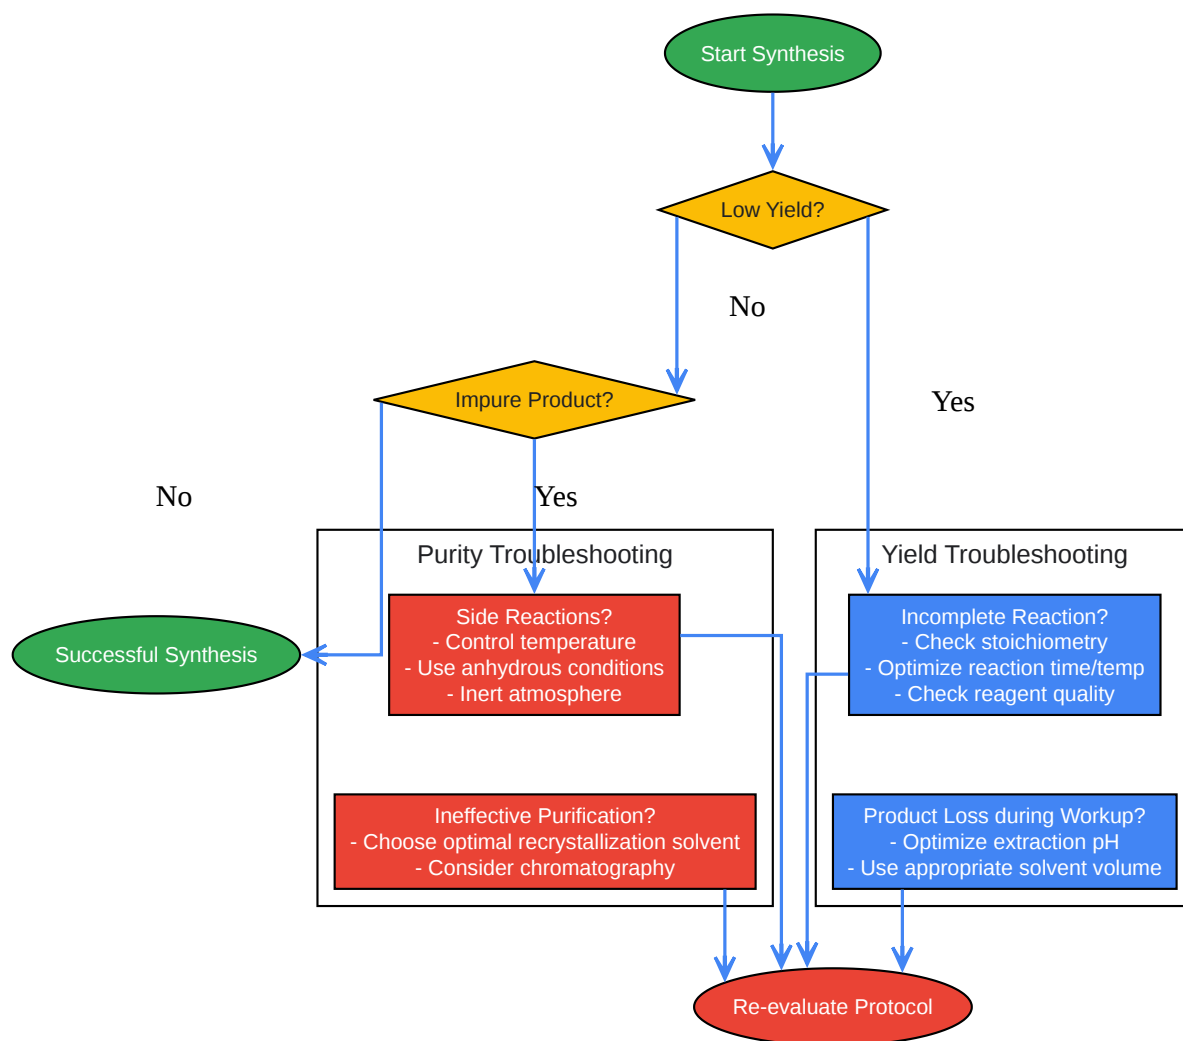 Start Synthesis
Low Yield?
No
Impure Product?
Yes
No
Yes
Purity Troubleshooting
Yield Troubleshooting
Side Reactions?
- Control temperature
- Use anhydrous conditions
- Inert atmosphere
Incomplete Reaction?
- Check stoichiometry
- Optimize reaction time/temp
- Check reagent quality
Successful Synthesis
Ineffective Purification?
- Choose optimal recrystallization solvent
- Consider chromatography
Product Loss during Workup?
- Optimize extraction pH
- Use appropriate solvent volume
Re-evaluate Protocol